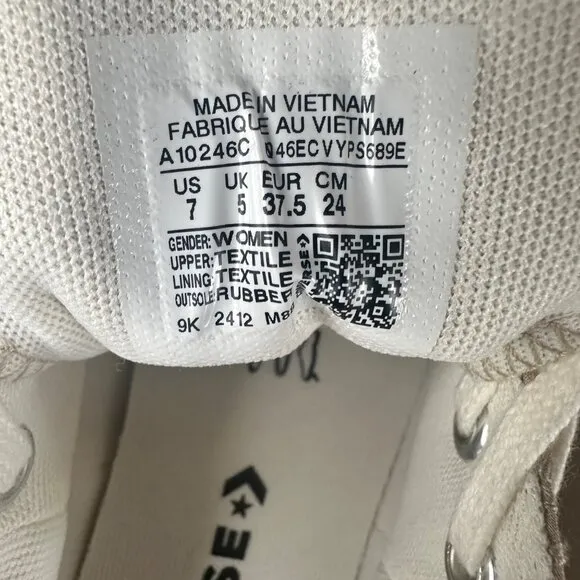 MADE IN VIETNAM
FABRIQUE AU VIETNAM
A10246C 046ECVYPS689E
US UK EUR CM
7 5 37.5 24
GENDER: WOMEN
UPPER: TEXTILE
LINING: TEXTILE
OUTSOLE: RUBBER
9K 2412